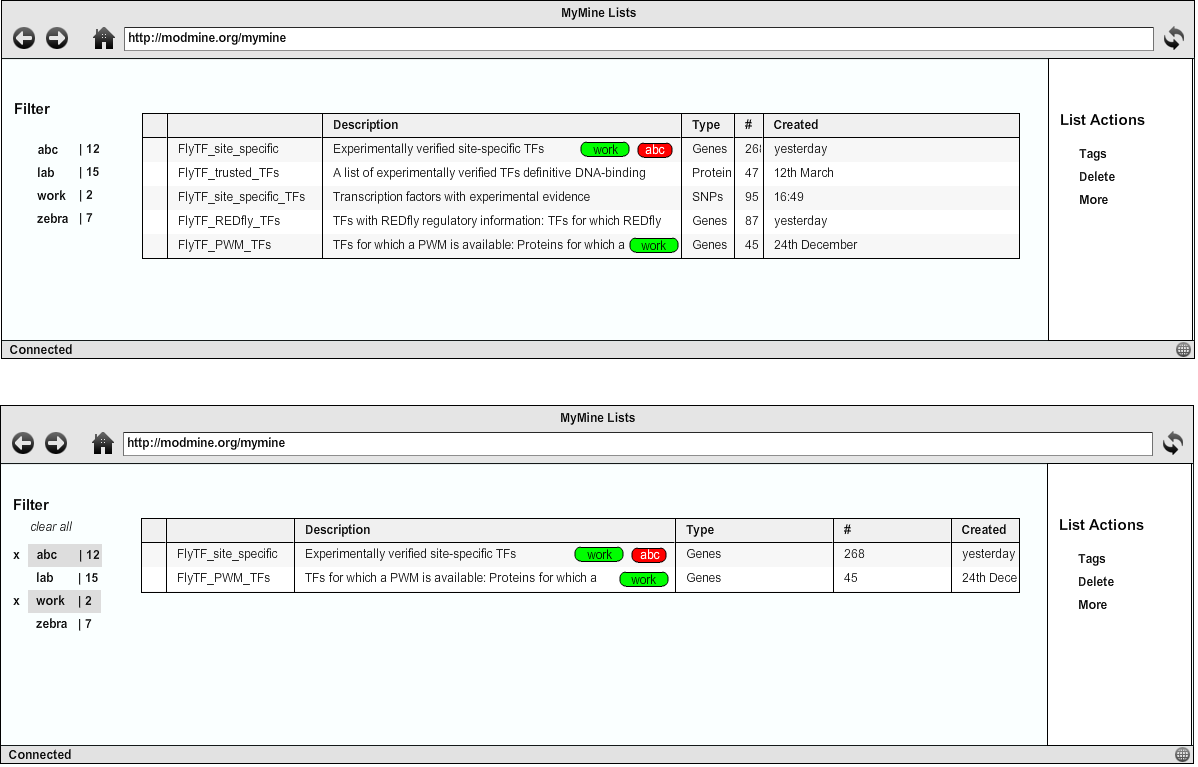 MyMine Lists
http://modmine.org/mymine
Filter
abc | 12
lab | 15
work | 2
zebra | 7
Description Type # Created
FlyTF_site_specific Experimentally verified site-specific TFs work abc Genes 268 yesterday
FlyTF_trusted_TFs A list of experimentally verified TFs definitive DNA-binding Protein 47 12th March
FlyTF_site_specific_TFs Transcription factors with experimental evidence SNPs 95 16:49
FlyTF_REDfly_TFs TFs with REDfly regulatory information: TFs for which REDfly Genes 87 yesterday
FlyTF_PWM_TFs TFs for which a PWM is available: Proteins for which a work Genes 45 24th December
List Actions
Tags
Delete
More
Connected
MyMine Lists
http://modmine.org/mymine
Filter
clear all
x abc | 12
lab | 15
x work | 2
zebra | 7
Description Type # Created
FlyTF_site_specific Experimentally verified site-specific TFs work abc Genes 268 yesterday
FlyTF_PWM_TFs TFs for which a PWM is available: Proteins for which a work Genes 45 24th Dece
List Actions
Tags
Delete
More
Connected